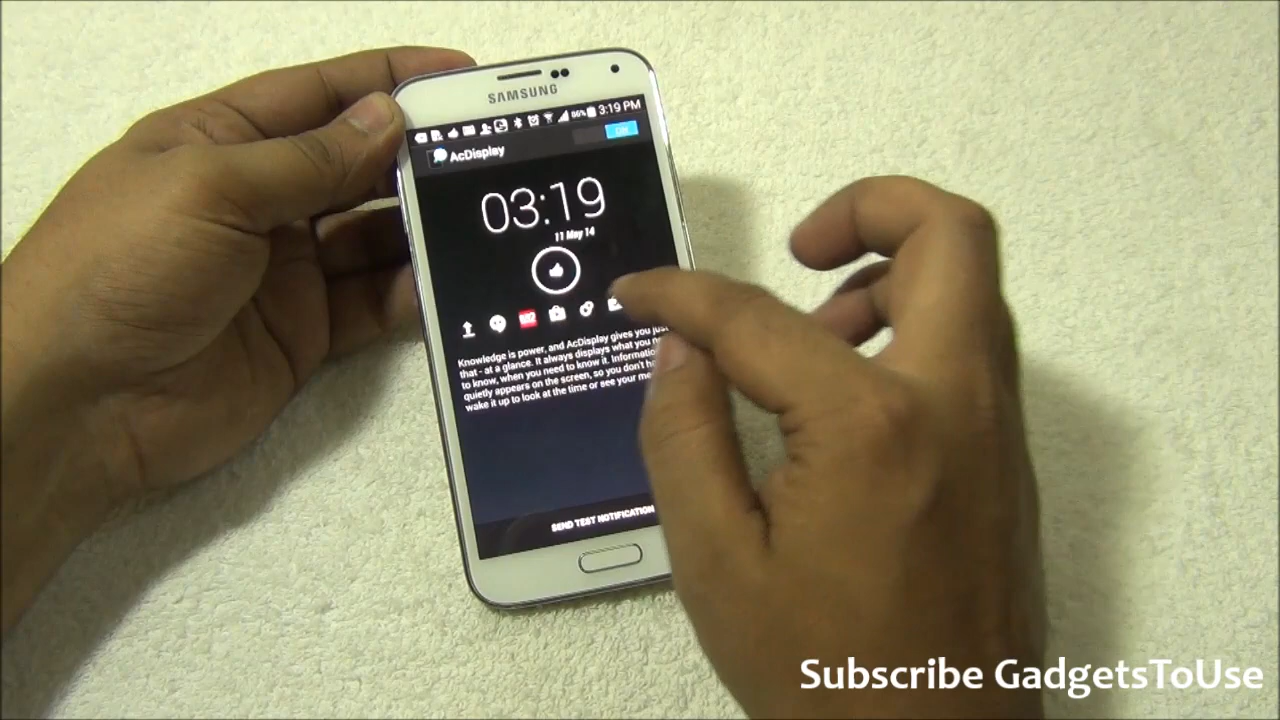 SAMSUNG
66% 3:19 PM
AcDisplay
ON
03:19
11 May 14
Knowledge is power, and AcDisplay gives you just
that - at a glance. It always displays what you
to know, when you need to know it.
quietly appears on the screen, so you don't
wake it up to look at the time or see your
SEND TEST NOTIFICATION
Subscribe GadgetsToUse